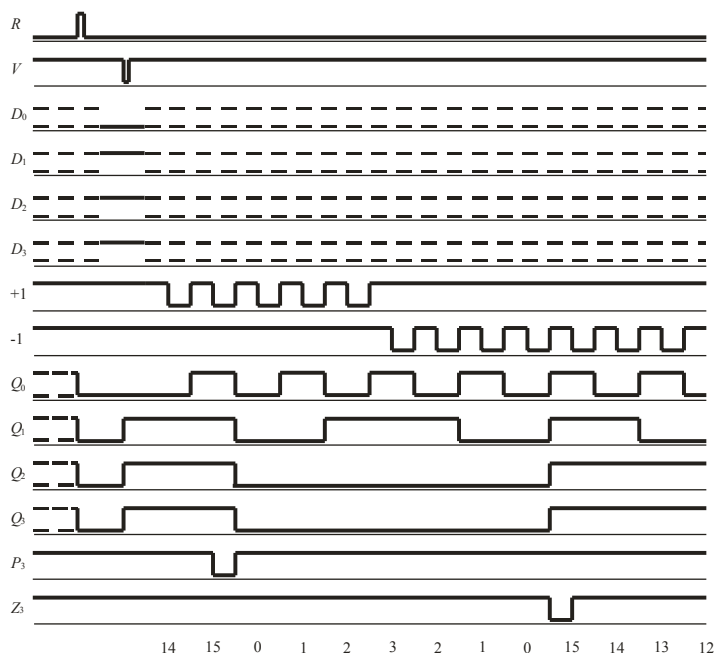 R
V
D₀
D₁
D₂
D₃
+1
-1
Q₀
Q₁
Q₂
Q₃
P₃
Z₃
14 15 0 1 2 3 2 1 0 15 14 13 12